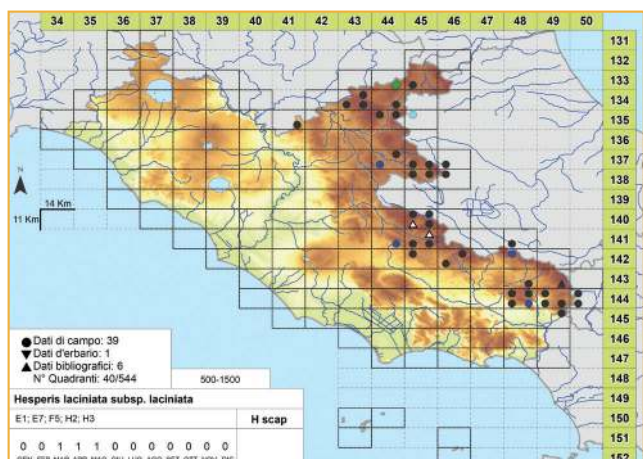 34 35 36 37 38 39 40 41 42 43 44 45 46 47 48 49 50
131
132
133
134
135
136
137
138
139
140
141
142
143
144
145
146
147
148
149
150
151
152
N
14 Km
11 Km
Dati di campo: 39
Dati d'erbario: 1
Dati bibliografici: 6
N° Quadranti: 40/544
500-1500
Hesperis laciniata subsp. laciniata
E1; E7; F5; H2; H3
H scap
0 0 1 1 1 0 0 0 0 0 0 0